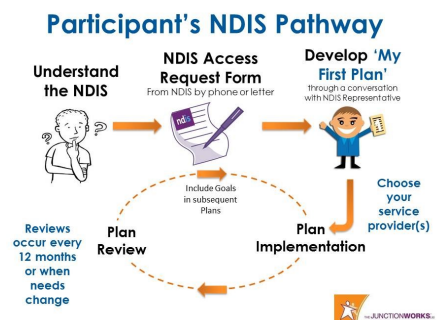 Participant's NDIS Pathway
Understand
the NDIS
NDIS Access
Request Form
From NDIS by phone or letter
Develop 'My
First Plan'
through a conversation
with NDIS Representative
?
?
ndis
Include Goals
in subsequent
Plans
Choose
your
service
provider(s)
Plan
Implementation
Plan
Review
Reviews
occur every
12 months
or when
needs
change
THE JUNCTIONWORKS